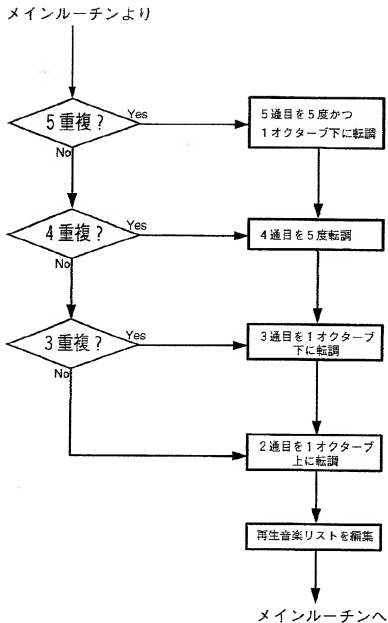 メインルーチンより
5重複?
Yes
5通目を5度かつ
1オクターブ下に転調
No
4重複?
Yes
4通目を5度転調
No
3重複?
Yes
3通目を1オクターブ
下に転調
No
2通目を1オクターブ
上に転調
再生音楽リストを編集
メインルーチンへ